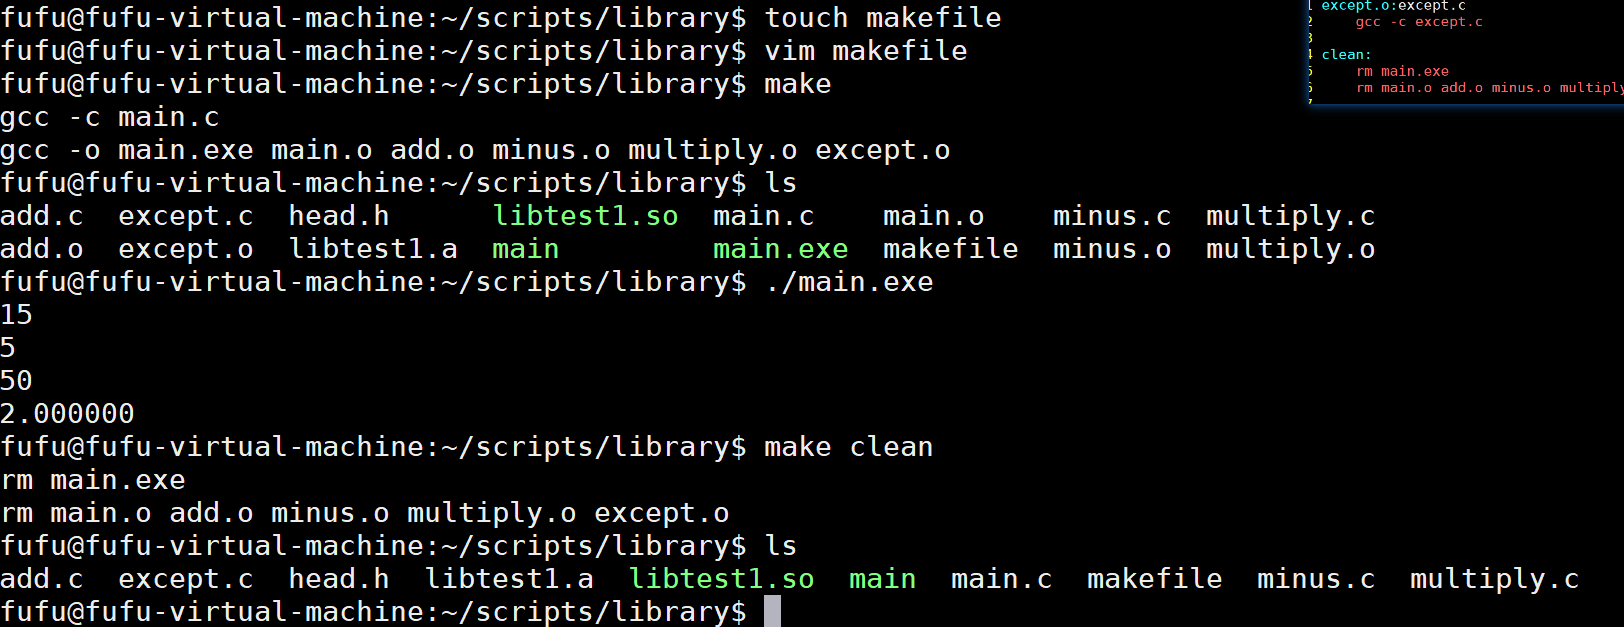 fufu@fufu-virtual-machine:~/scripts/library$ touch makefile
fufu@fufu-virtual-machine:~/scripts/library$ vim makefile
fufu@fufu-virtual-machine:~/scripts/library$ make
gcc -c main.c
gcc -o main.exe main.o add.o minus.o multiply.o except.o
fufu@fufu-virtual-machine:~/scripts/library$ ls
add.c  except.c  head.h      libtest1.so  main.c    main.o    minus.c  multiply.c
add.o  except.o  libtest1.a  main         main.exe  makefile  minus.o  multiply.o
fufu@fufu-virtual-machine:~/scripts/library$ ./main.exe
15
5
50
2.000000
fufu@fufu-virtual-machine:~/scripts/library$ make clean
rm main.exe
rm main.o add.o minus.o multiply.o except.o
fufu@fufu-virtual-machine:~/scripts/library$ ls
add.c  except.c  head.h  libtest1.a  libtest1.so  main  main.c  makefile  minus.c  multiply.c
fufu@fufu-virtual-machine:~/scripts/library$
except.o:except.c
gcc -c except.c
clean:
rm main.exe
rm main.o add.o minus.o multiply